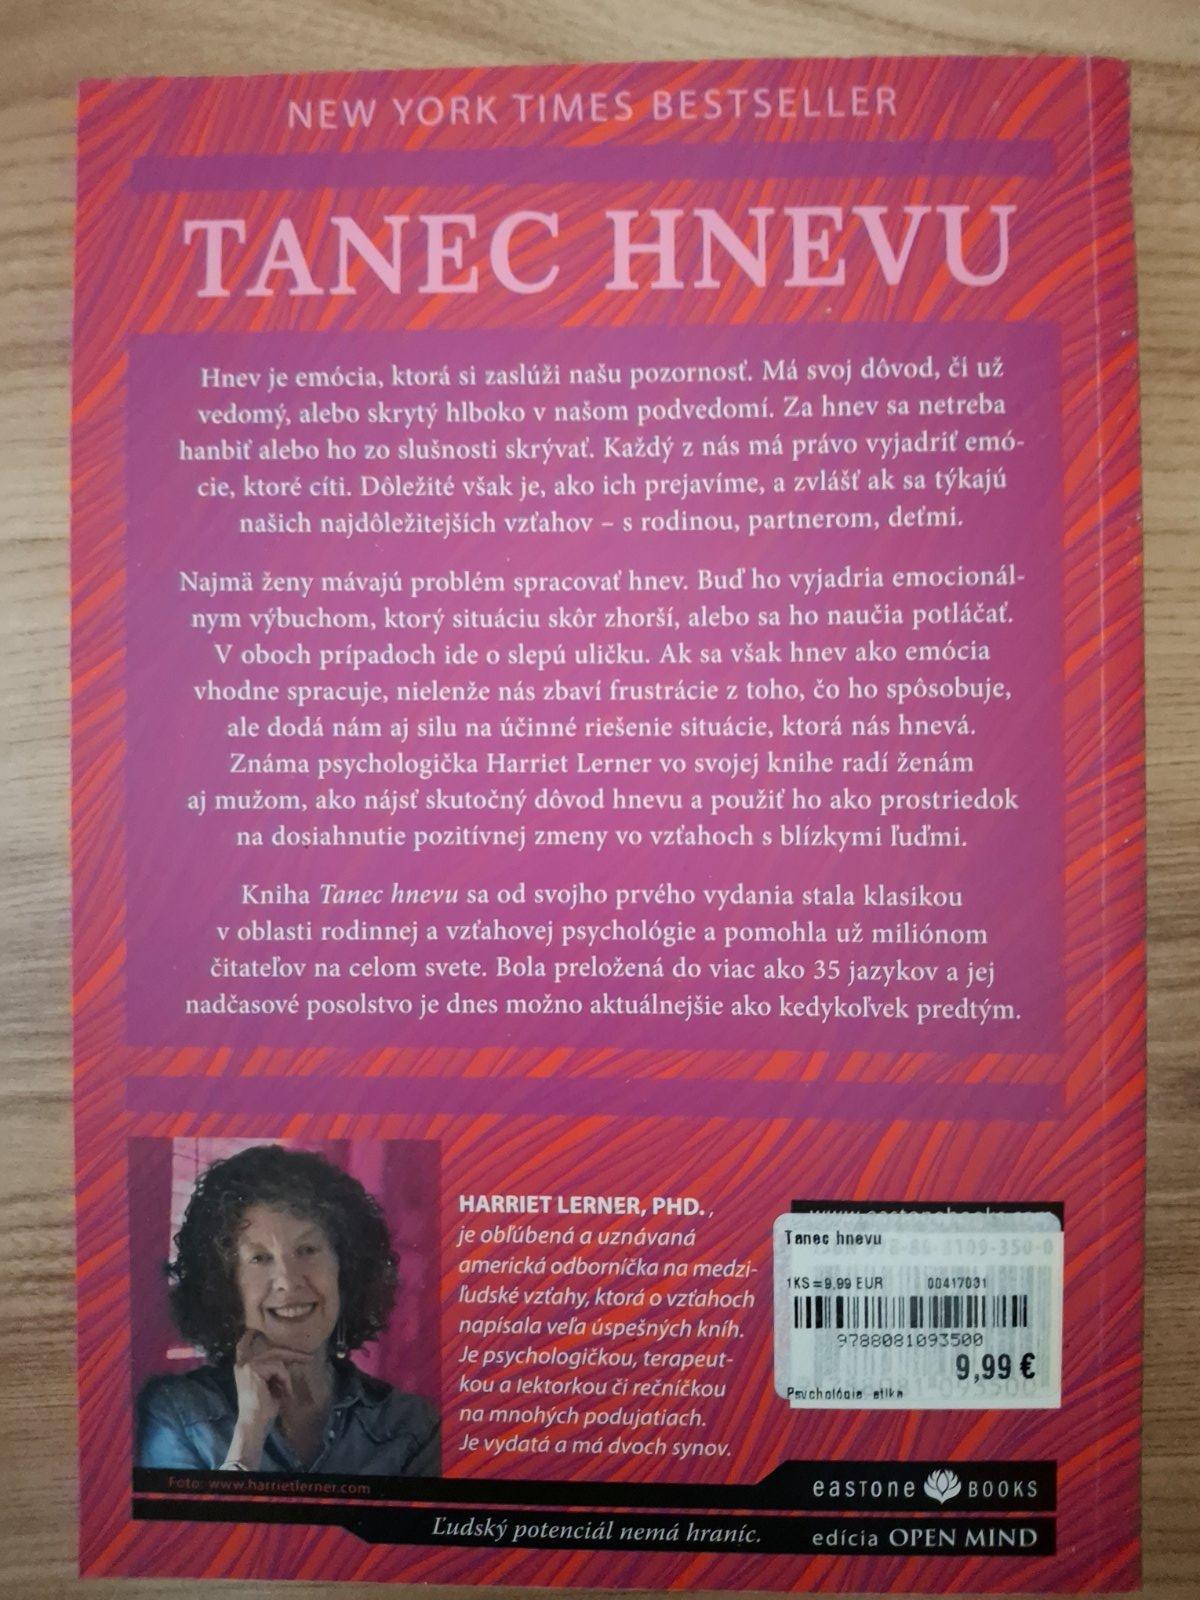 NEW YORK TIMES BESTSELLER
TANEC HNEVU
Hnev je emócia, ktorá si zaslúži našu pozornosť. Má svoj dôvod, či už
vedomý, alebo skrytý hlboko v našom podvedomí. Za hnev sa netreba
hanbiť alebo ho zo slušnosti skrývať. Každý z nás má právo vyjadriť emó-
cie, ktoré cíti. Dôležité však je, ako ich prejavíme, a zvlášť ak sa týkajú
našich najdôležitejších vzťahov – s rodinou, partnerom, deťmi.
Najmä ženy mávajú problém spracovať hnev. Buď ho vyjadria emocionál-
nym výbuchom, ktorý situáciu skôr zhorší, alebo sa ho naučia potláčať.
V oboch prípadoch ide o slepú uličku. Ak sa však hnev ako emócia
vhodne spracuje, nielenže nás zbaví frustrácie z toho, čo ho spôsobuje,
ale dodá nám aj silu na účinné riešenie situácie, ktorá nás hnevá.
Známa psychologička Harriet Lerner vo svojej knihe radí ženám
aj mužom, ako nájsť skutočný dôvod hnevu a použiť ho ako prostriedok
na dosiahnutie pozitívnej zmeny vo vzťahoch s blízkymi ľuďmi.
Kniha Tanec hnevu sa od svojho prvého vydania stala klasikou
v oblasti rodinnej a vzťahovej psychológie a pomohla už miliónom
čitateľov na celom svete. Bola preložená do viac ako 35 jazykov a jej
nadčasové posolstvo je dnes možno aktuálnejšie ako kedykoľvek predtým.
HARRIET LERNER, PHD.,
je obľúbená a uznávaná
americká odborníčka na medzi-
ľudské vzťahy, ktorá o vzťahoch
napísala veľa úspešných kníh.
Je psychologičkou, terapeut-
kou a lektorkou či rečníčkou
na mnohých podujatiach.
Je vydatá a má dvoch synov.
Tanec hnevu
1KS=9.99 EUR 00417031
9788081093500
9,99 €
Psychológia etika
Foto: www.harrietlerner.com
eastone BOOKS
Ľudský potenciál nemá hraníc.
edícia OPEN MIND